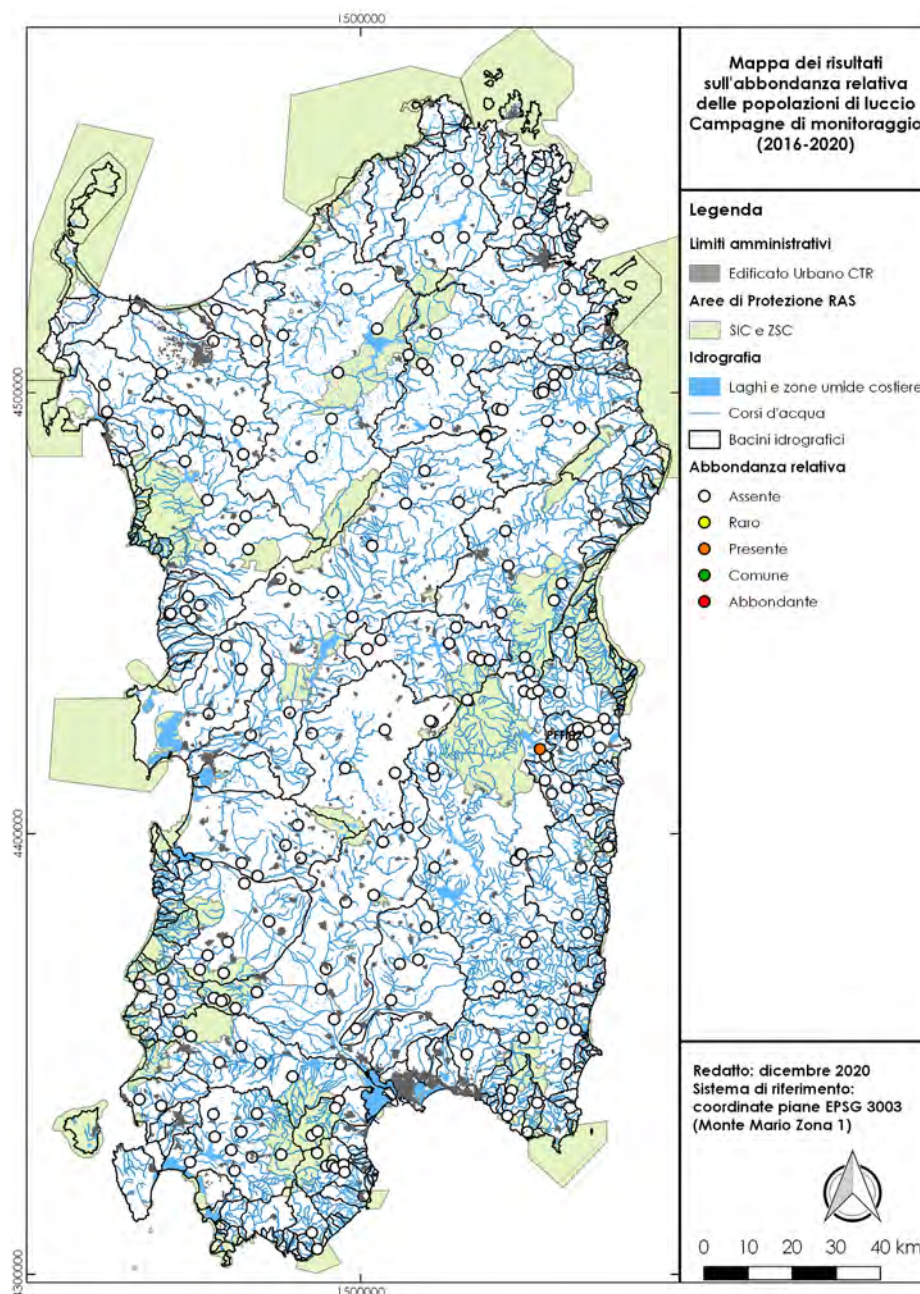 1500000
Mappa dei risultati
sull'abbondanza relativa
delle popolazioni di luccio
Campagne di monitoraggio
(2016-2020)
Legenda
Limiti amministrativi
Edificato Urbano CTR
Aree di Protezione RAS
SIC e ZSC
Idrografia
Laghi e zone umide costiere
Corsi d'acqua
Bacini idrografici
Abbondanza relativa
Assente
Raro
Presente
Comune
Abbondante
4500000
4500000
4400000
4400000
4300000
4300000
Redatto: dicembre 2020
Sistema di riferimento:
coordinate piane EPSG 3003
(Monte Mario Zona 1)
0 10 20 30 40 km
1500000